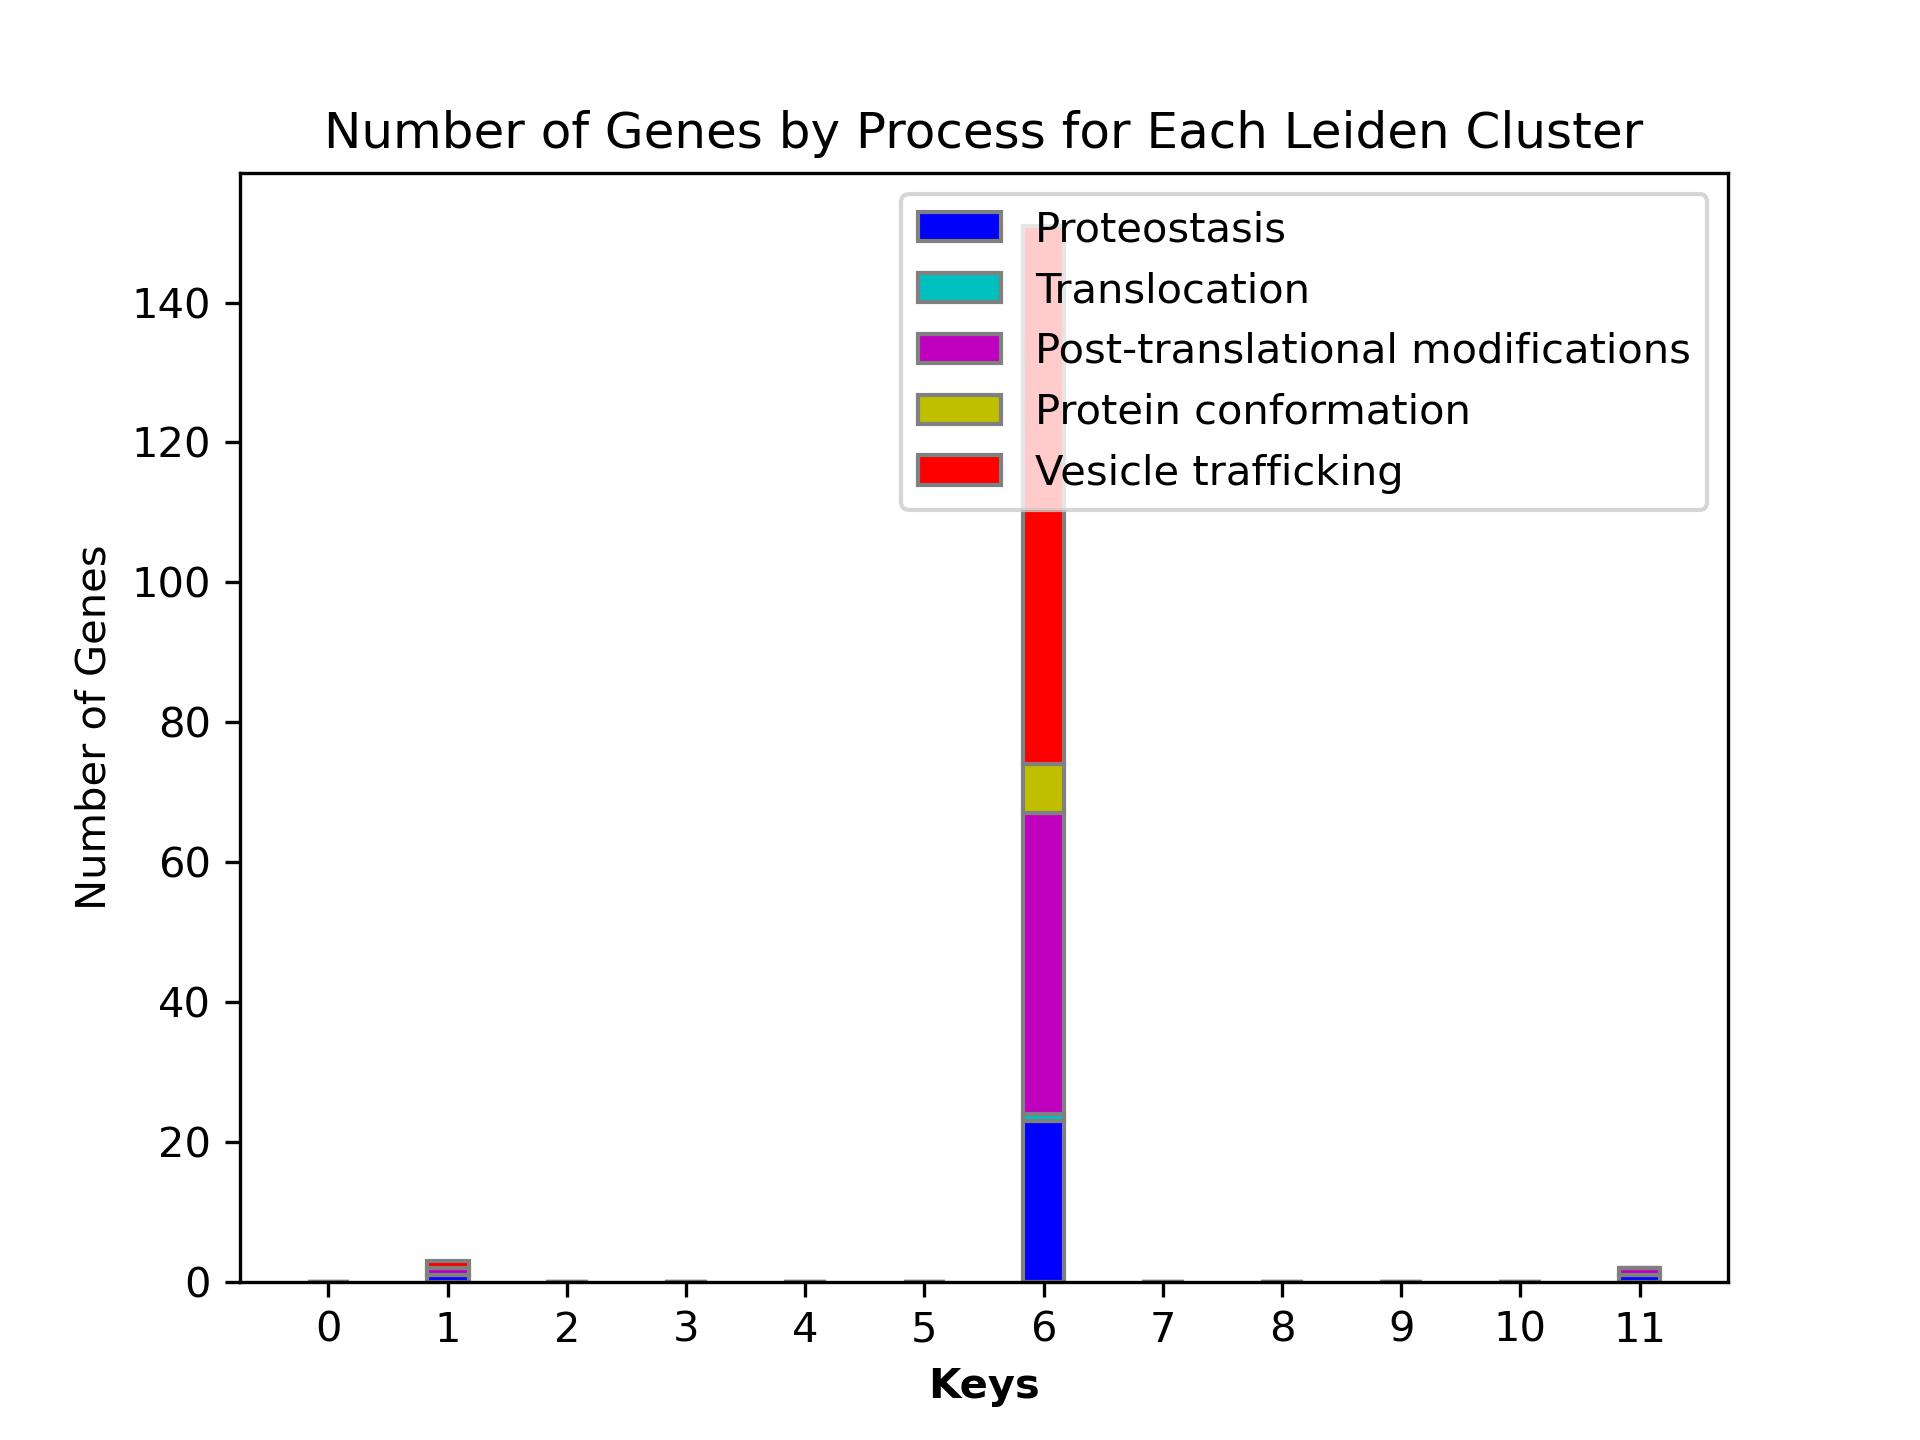 Number of Genes by Process for Each Leiden Cluster
Proteostasis
Translocation
Post-translational modifications
Protein conformation
Vesicle trafficking
Number of Genes
140
120
100
80
60
40
20
0
0 1 2 3 4 5 6 7 8 9 10 11
Keys